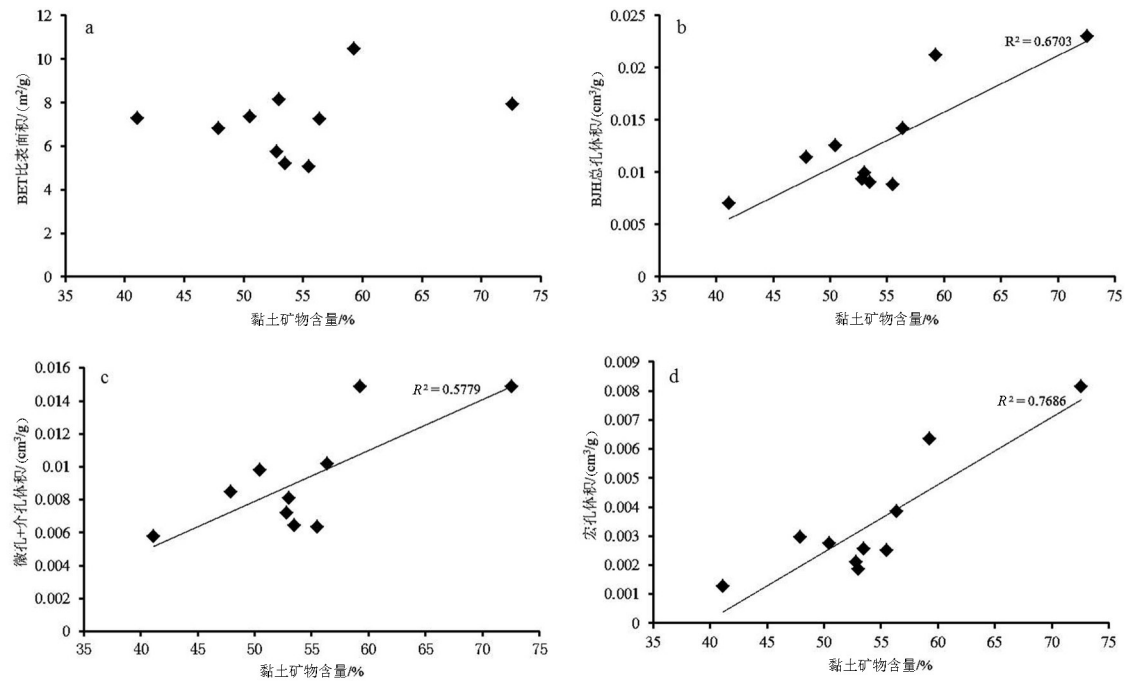 a
BET比表面积/(m²/g)
12
10
8
6
4
2
0
35 40 45 50 55 60 65 70 75
黏土矿物含量/%
b
R²=0.6703
BJH总孔体积/(cm³/g)
0.025
0.02
0.015
0.01
0.005
0
35 40 45 50 55 60 65 70 75
黏土矿物含量/%
c
R²=0.5779
微孔+介孔体积/(cm³/g)
0.016
0.014
0.012
0.01
0.008
0.006
0.004
0.002
0
35 40 45 50 55 60 65 70 75
黏土矿物含量/%
d
R²=0.7686
宏孔体积/(cm³/g)
0.009
0.008
0.007
0.006
0.005
0.004
0.003
0.002
0.001
0
35 40 45 50 55 60 65 70 75
黏土矿物含量/%